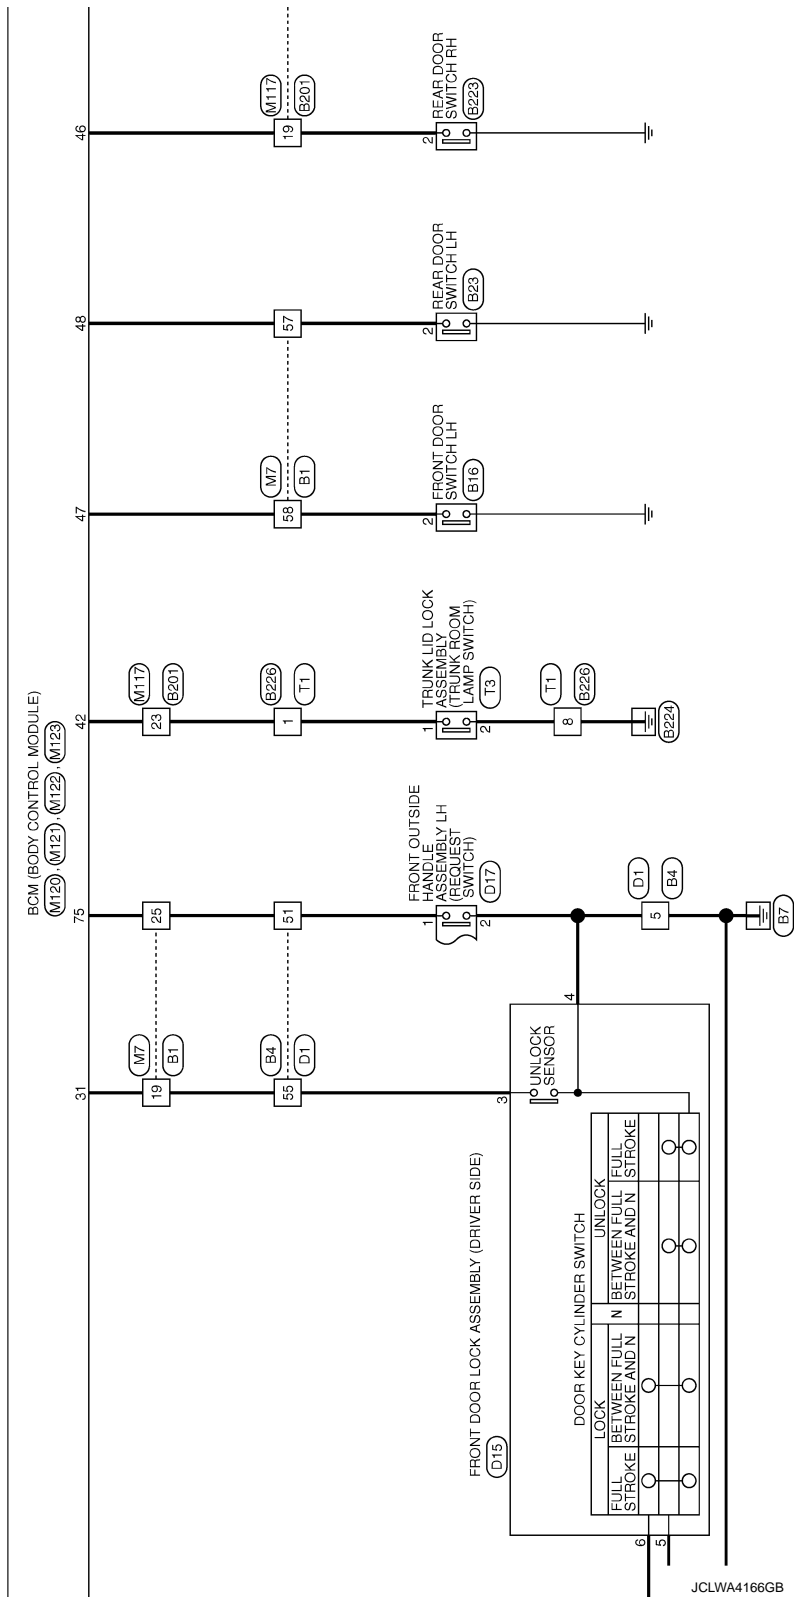 BCM (BODY CONTROL MODULE)
M120 , M121 , M122 , M123
31
75
42
47
48
46
M7
B1
19
25
M117
B201
23
B4
D1
55
51
B226
T1
1
M7
B1
58
57
M117
B201
19
3
UNLOCK
SENSOR
4
FRONT DOOR LOCK ASSEMBLY (DRIVER SIDE)
D15
DOOR KEY CYLINDER SWITCH
LOCK
N
UNLOCK
FULL
STROKE
BETWEEN FULL
STROKE AND N
BETWEEN FULL
STROKE AND N
FULL
STROKE
6
5
FRONT OUTSIDE
HANDLE
ASSEMBLY LH
(REQUEST
SWITCH)
D17
1
2
D1
B4
5
B7
TRUNK LID LOCK
ASSEMBLY
(TRUNK ROOM
LAMP SWITCH)
T3
1
2
T1
B226
8
B224
FRONT DOOR
SWITCH LH
B16
2
REAR DOOR
SWITCH LH
B23
2
REAR DOOR
SWITCH RH
B223
2
JCLWA4166GB